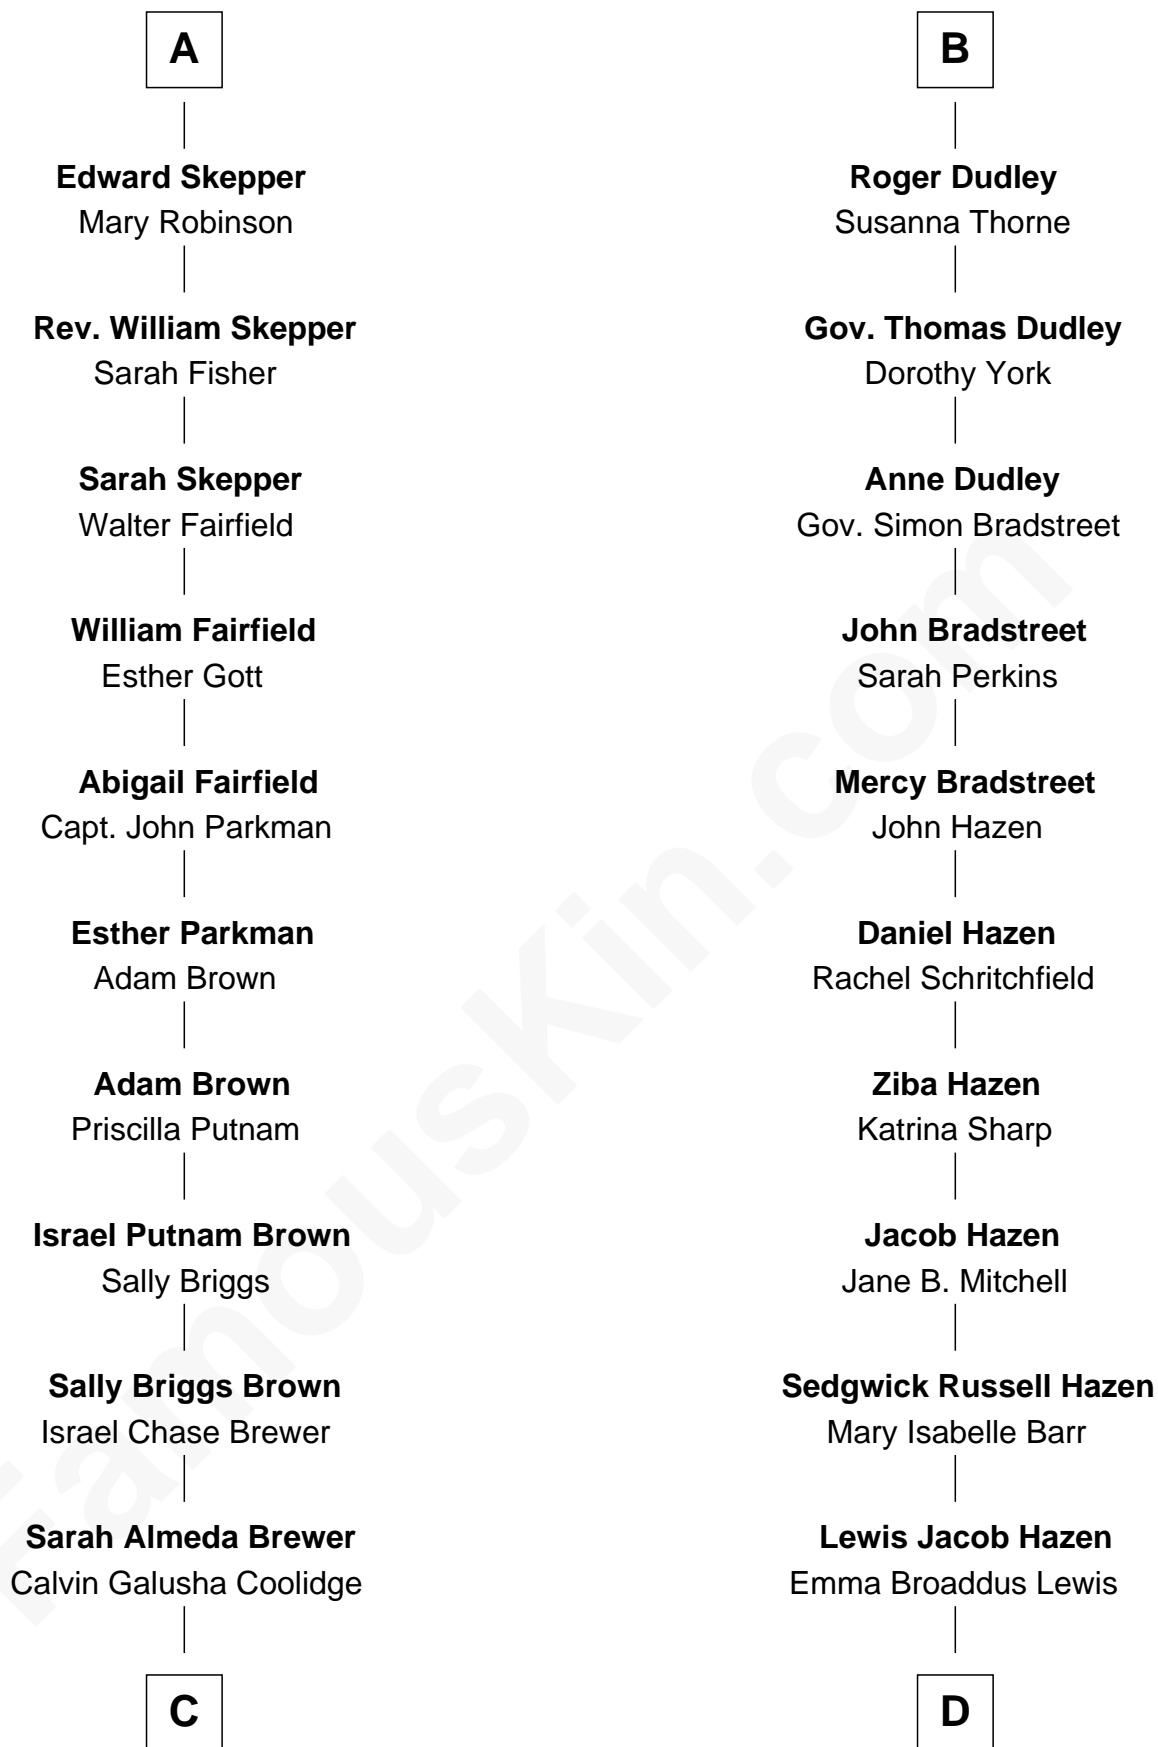 A
Edward Skepper
Mary Robinson
Rev. William Skepper
Sarah Fisher
Sarah Skepper
Walter Fairfield
William Fairfield
Esther Gott
Abigail Fairfield
Capt. John Parkman
Esther Parkman
Adam Brown
Adam Brown
Priscilla Putnam
Israel Putnam Brown
Sally Briggs
Sally Briggs Brown
Israel Chase Brewer
Sarah Almeda Brewer
Calvin Galusha Coolidge
C
B
Roger Dudley
Susanna Thorne
Gov. Thomas Dudley
Dorothy York
Anne Dudley
Gov. Simon Bradstreet
John Bradstreet
Sarah Perkins
Mercy Bradstreet
John Hazen
Daniel Hazen
Rachel Schritchfield
Ziba Hazen
Katrina Sharp
Jacob Hazen
Jane B. Mitchell
Sedgwick Russell Hazen
Mary Isabelle Barr
Lewis Jacob Hazen
Emma Broaddus Lewis
D
FamousKin.com